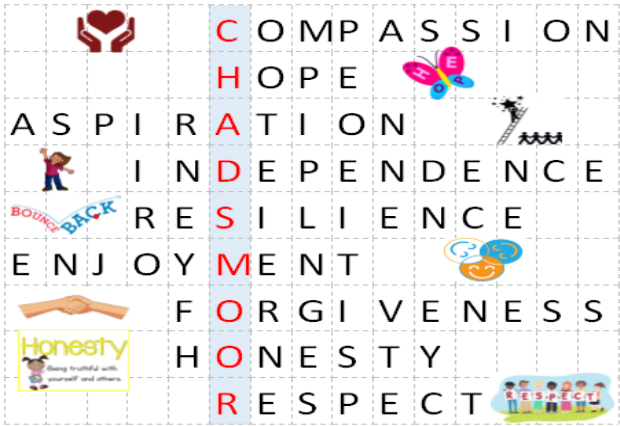 COMPASSION
HOPE
HOPE
ASPIRATION
INDEPENDENCE
BOUNCE BACK
RESILIENCE
ENJOYMENT
FORGIVENESS
Honesty
Being truthful with
yourself and others.
HONESTY
RESPECT
RESPECT